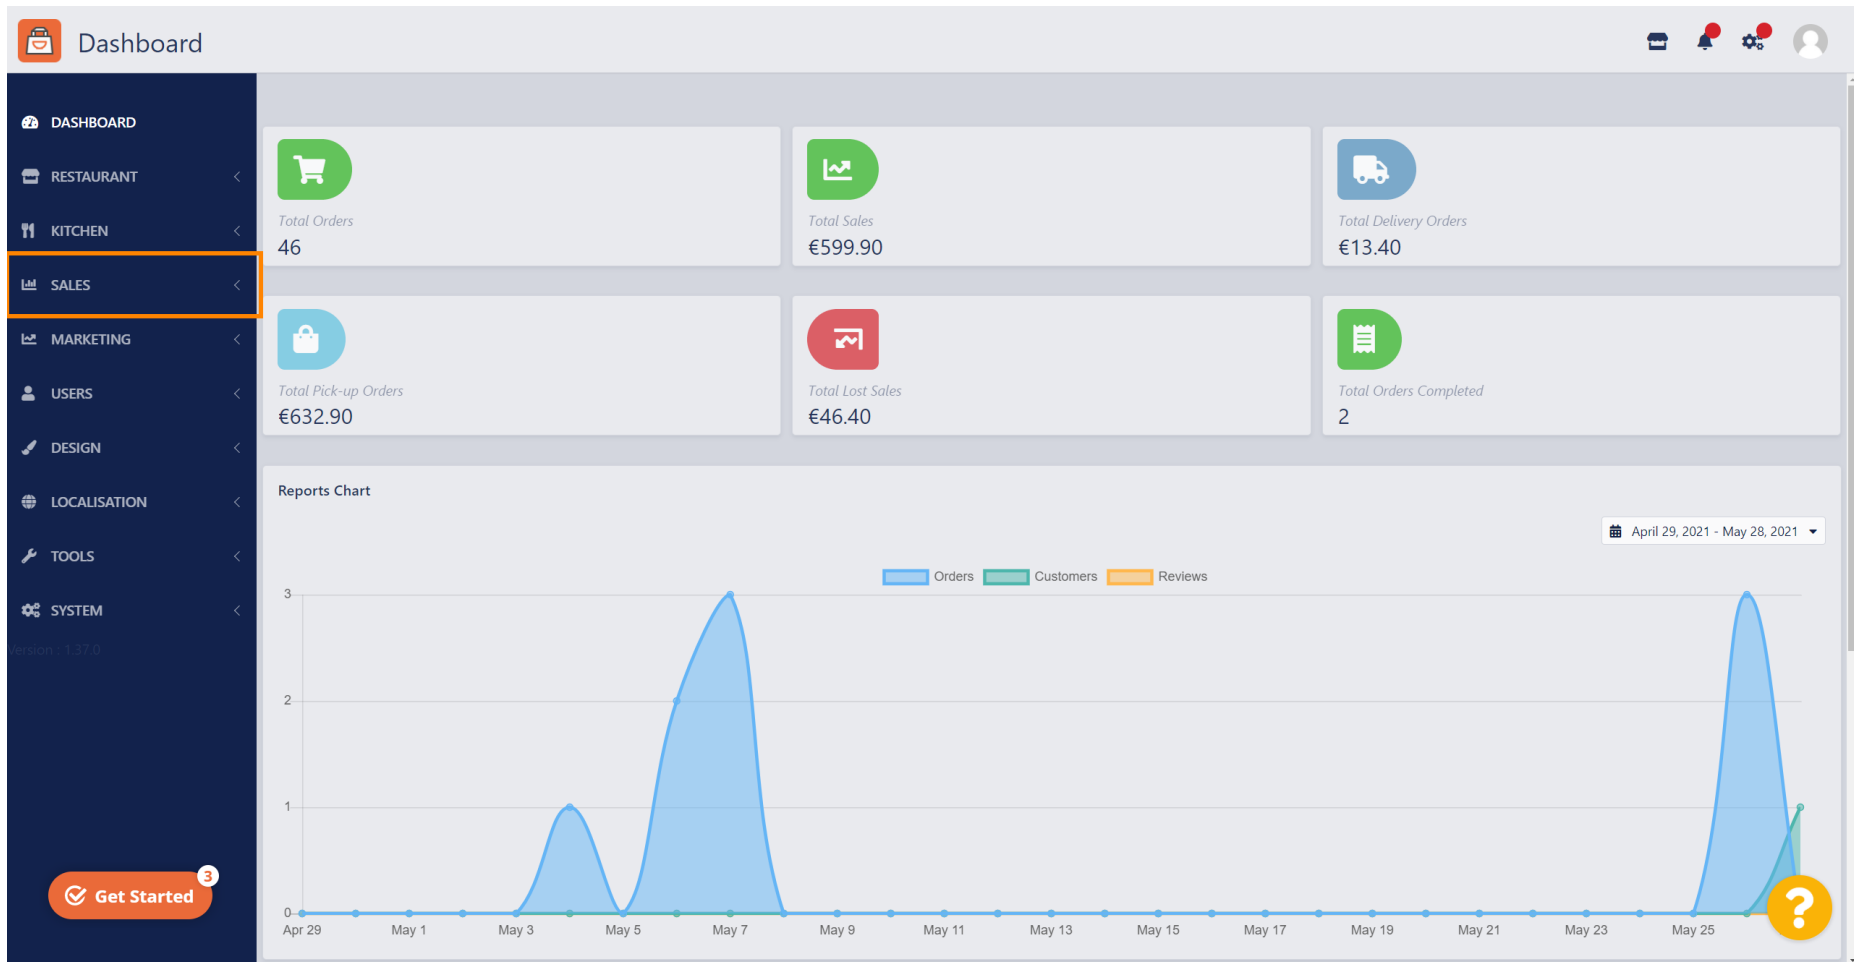 Dashboard
DASHBOARD
RESTAURANT
KITCHEN
SALES
MARKETING
USERS
DESIGN
LOCALISATION
TOOLS
SYSTEM
Version : 1.37.0
Get Started
3
Total Orders
46
Total Sales
€599.90
Total Delivery Orders
€13.40
Total Pick-up Orders
€632.90
Total Lost Sales
€46.40
Total Orders Completed
2
Reports Chart
April 29, 2021 - May 28, 2021
Orders Customers Reviews
3
2
1
0
Apr 29 May 1 May 3 May 5 May 7 May 9 May 11 May 13 May 15 May 17 May 19 May 21 May 23 May 25
?